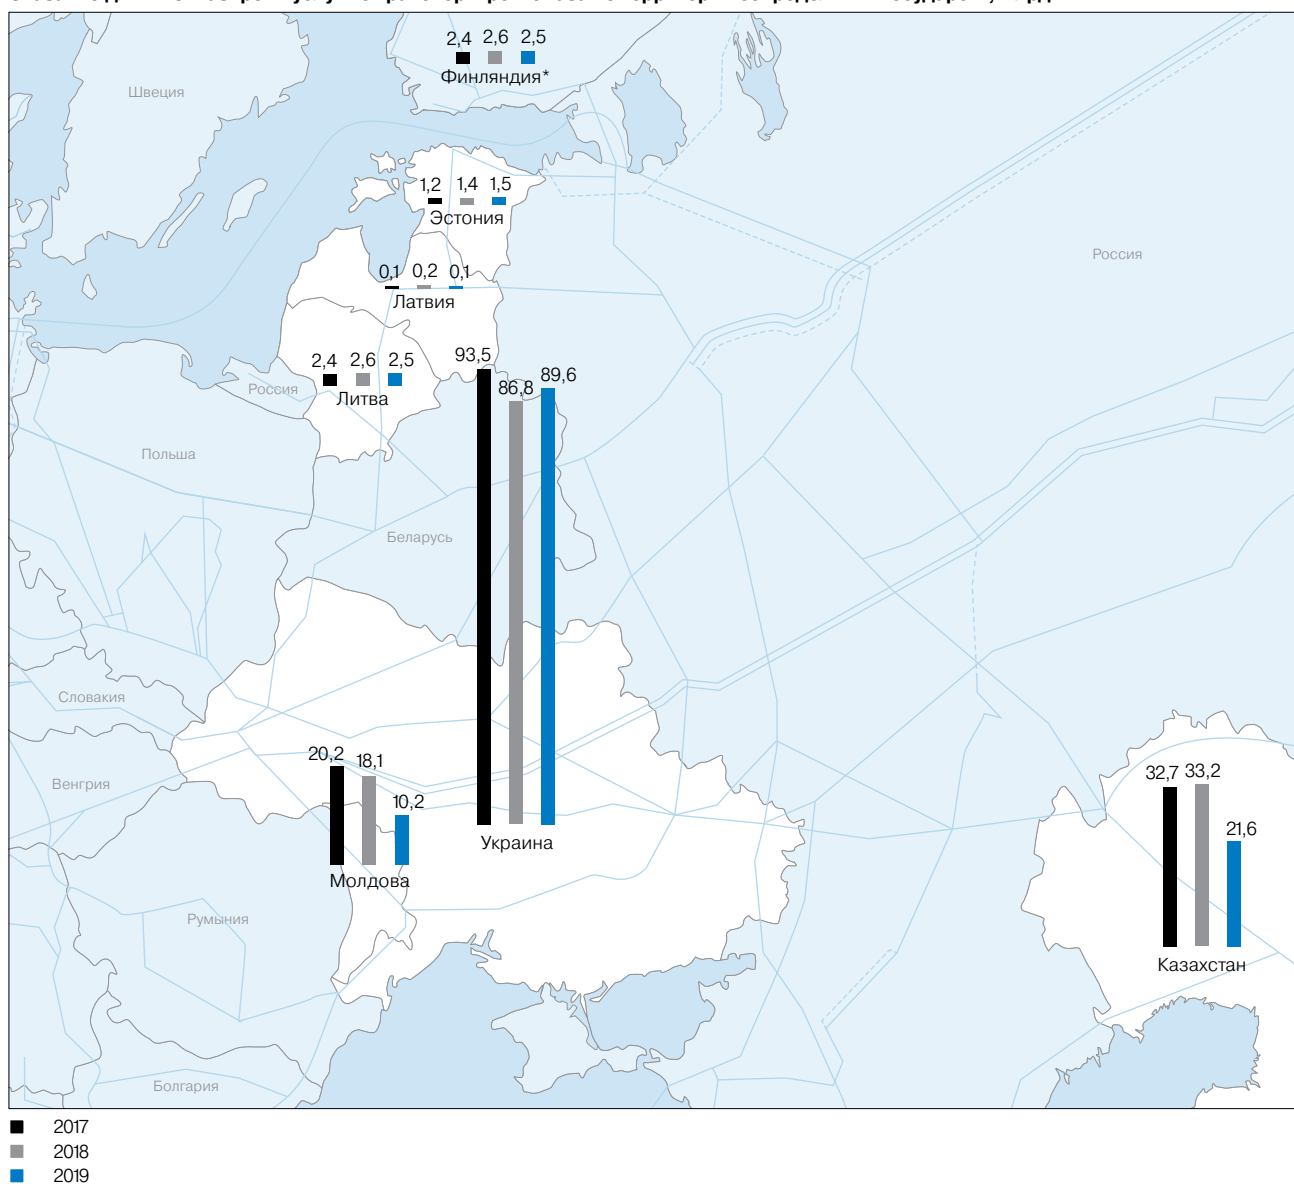 2,4 2,6 2,5
Финляндия*
Швеция
1,2 1,4 1,5
Эстония
Россия
0,1 0,2 0,1
Латвия
2,4 2,6 2,5
Россия
Литва
93,5 86,8 89,6
Польша
Беларусь
Словакия
Венгрия
20,2 18,1 10,2
Молдова
Украина
32,7 33,2 21,6
Казахстан
Румыния
Болгария
2017
2018
2019